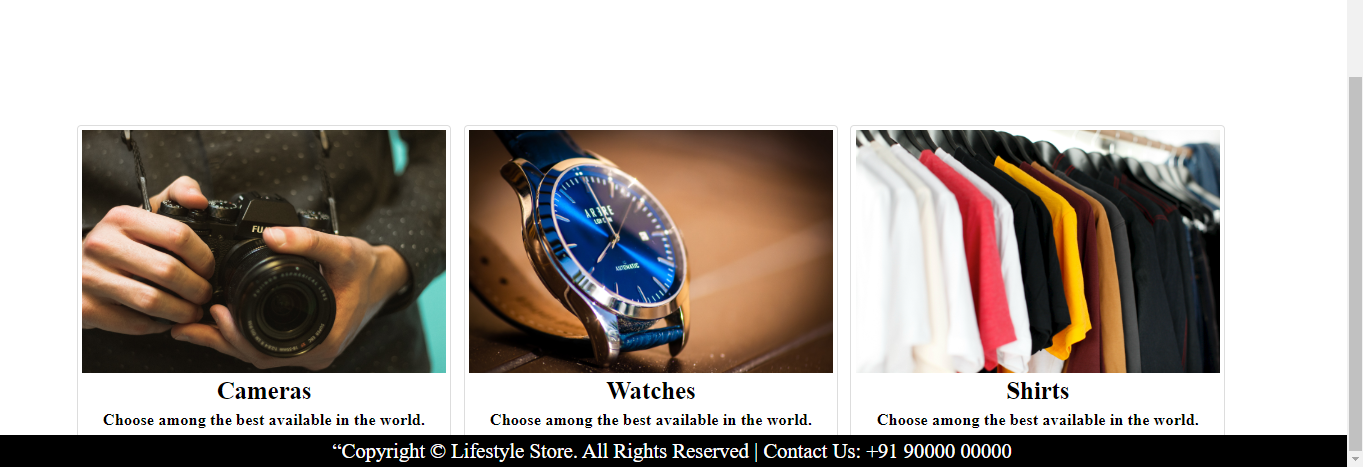 FU
ARBRE
AUTOMATIC
Cameras
Watches
Shirts
Choose among the best available in the world.
Choose among the best available in the world.
Choose among the best available in the world.
“Copyright © Lifestyle Store. All Rights Reserved | Contact Us: +91 90000 00000